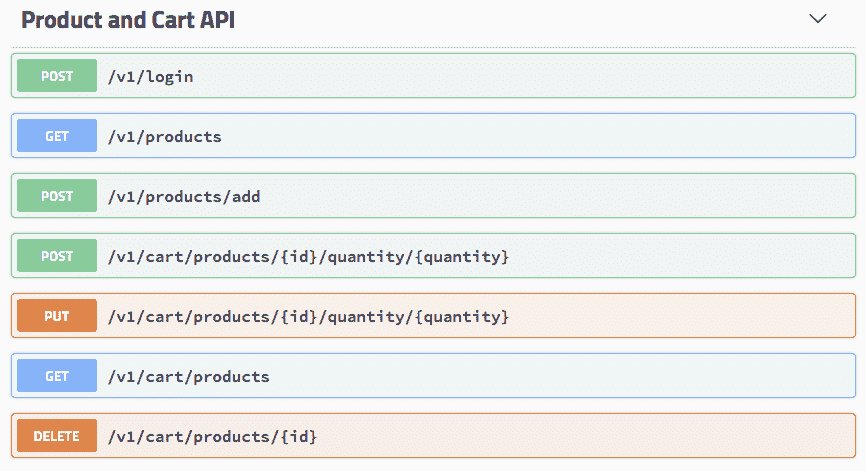 Product and Cart API
POST /v1/login
GET /v1/products
POST /v1/products/add
POST /v1/cart/products/{id}/quantity/{quantity}
PUT /v1/cart/products/{id}/quantity/{quantity}
GET /v1/cart/products
DELETE /v1/cart/products/{id}